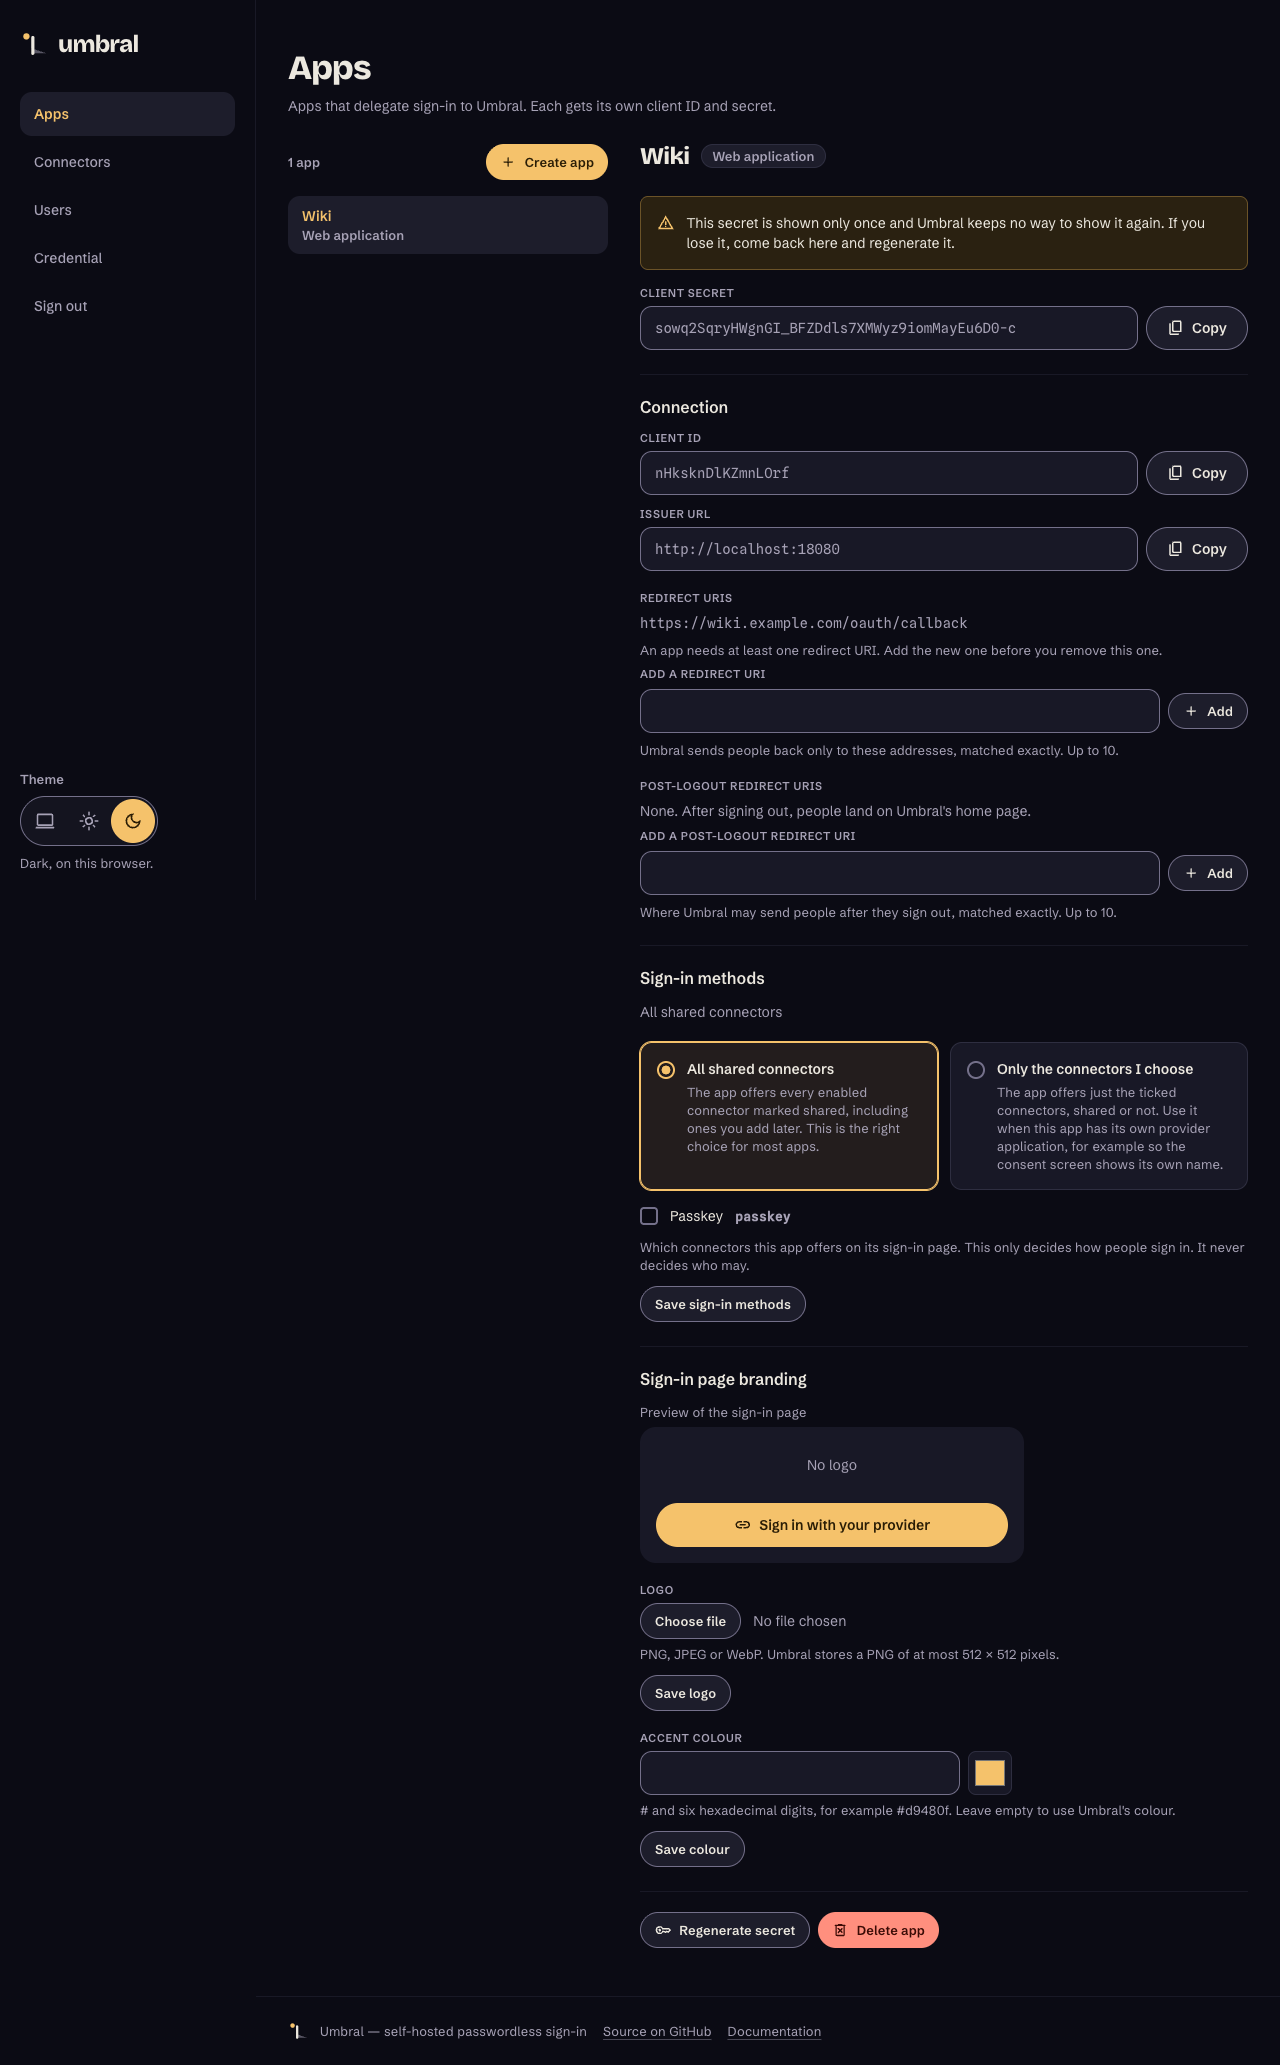 umbral
Apps
Connectors
Users
Credential
Sign out
Theme
Dark, on this browser.
Apps
Apps that delegate sign-in to Umbral. Each gets its own client ID and secret.
1 app
Create app
Wiki
Web application
Wiki
Web application
This secret is shown only once and Umbral keeps no way to show it again. If you
lose it, come back here and regenerate it.
CLIENT SECRET
sowq2SqryHWgnGI_BFZDdls7XMWyz9iomMayEu6D0-c
Copy
Connection
CLIENT ID
nHksknDlKZmnLOrf
Copy
ISSUER URL
http://localhost:18080
Copy
REDIRECT URIS
https://wiki.example.com/oauth/callback
An app needs at least one redirect URI. Add the new one before you remove this one.
ADD A REDIRECT URI
Add
Umbral sends people back only to these addresses, matched exactly. Up to 10.
POST-LOGOUT REDIRECT URIS
None. After signing out, people land on Umbral's home page.
ADD A POST-LOGOUT REDIRECT URI
Add
Where Umbral may send people after they sign out, matched exactly. Up to 10.
Sign-in methods
All shared connectors
All shared connectors
The app offers every enabled
connector marked shared, including
ones you add later. This is the right
choice for most apps.
Only the connectors I choose
The app offers just the ticked
connectors, shared or not. Use it
when this app has its own provider
application, for example so the
consent screen shows its own name.
Passkey passkey
Which connectors this app offers on its sign-in page. This only decides how people sign in. It never
decides who may.
Save sign-in methods
Sign-in page branding
Preview of the sign-in page
No logo
Sign in with your provider
LOGO
Choose file No file chosen
PNG, JPEG or WebP. Umbral stores a PNG of at most 512 × 512 pixels.
Save logo
ACCENT COLOUR
# and six hexadecimal digits, for example #d9480f. Leave empty to use Umbral's colour.
Save colour
Regenerate secret
Delete app
Umbral — self-hosted passwordless sign-in Source on GitHub Documentation